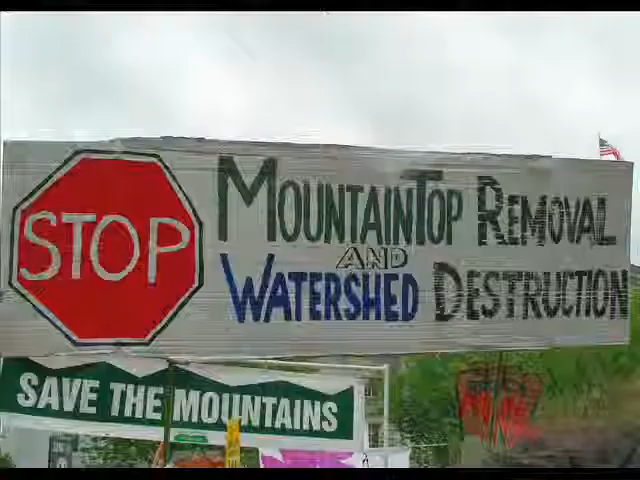 STOP
MOUNTAINTOP REMOVAL
AND
WATERSHED DESTRUCTION
SAVE THE MOUNTAINS